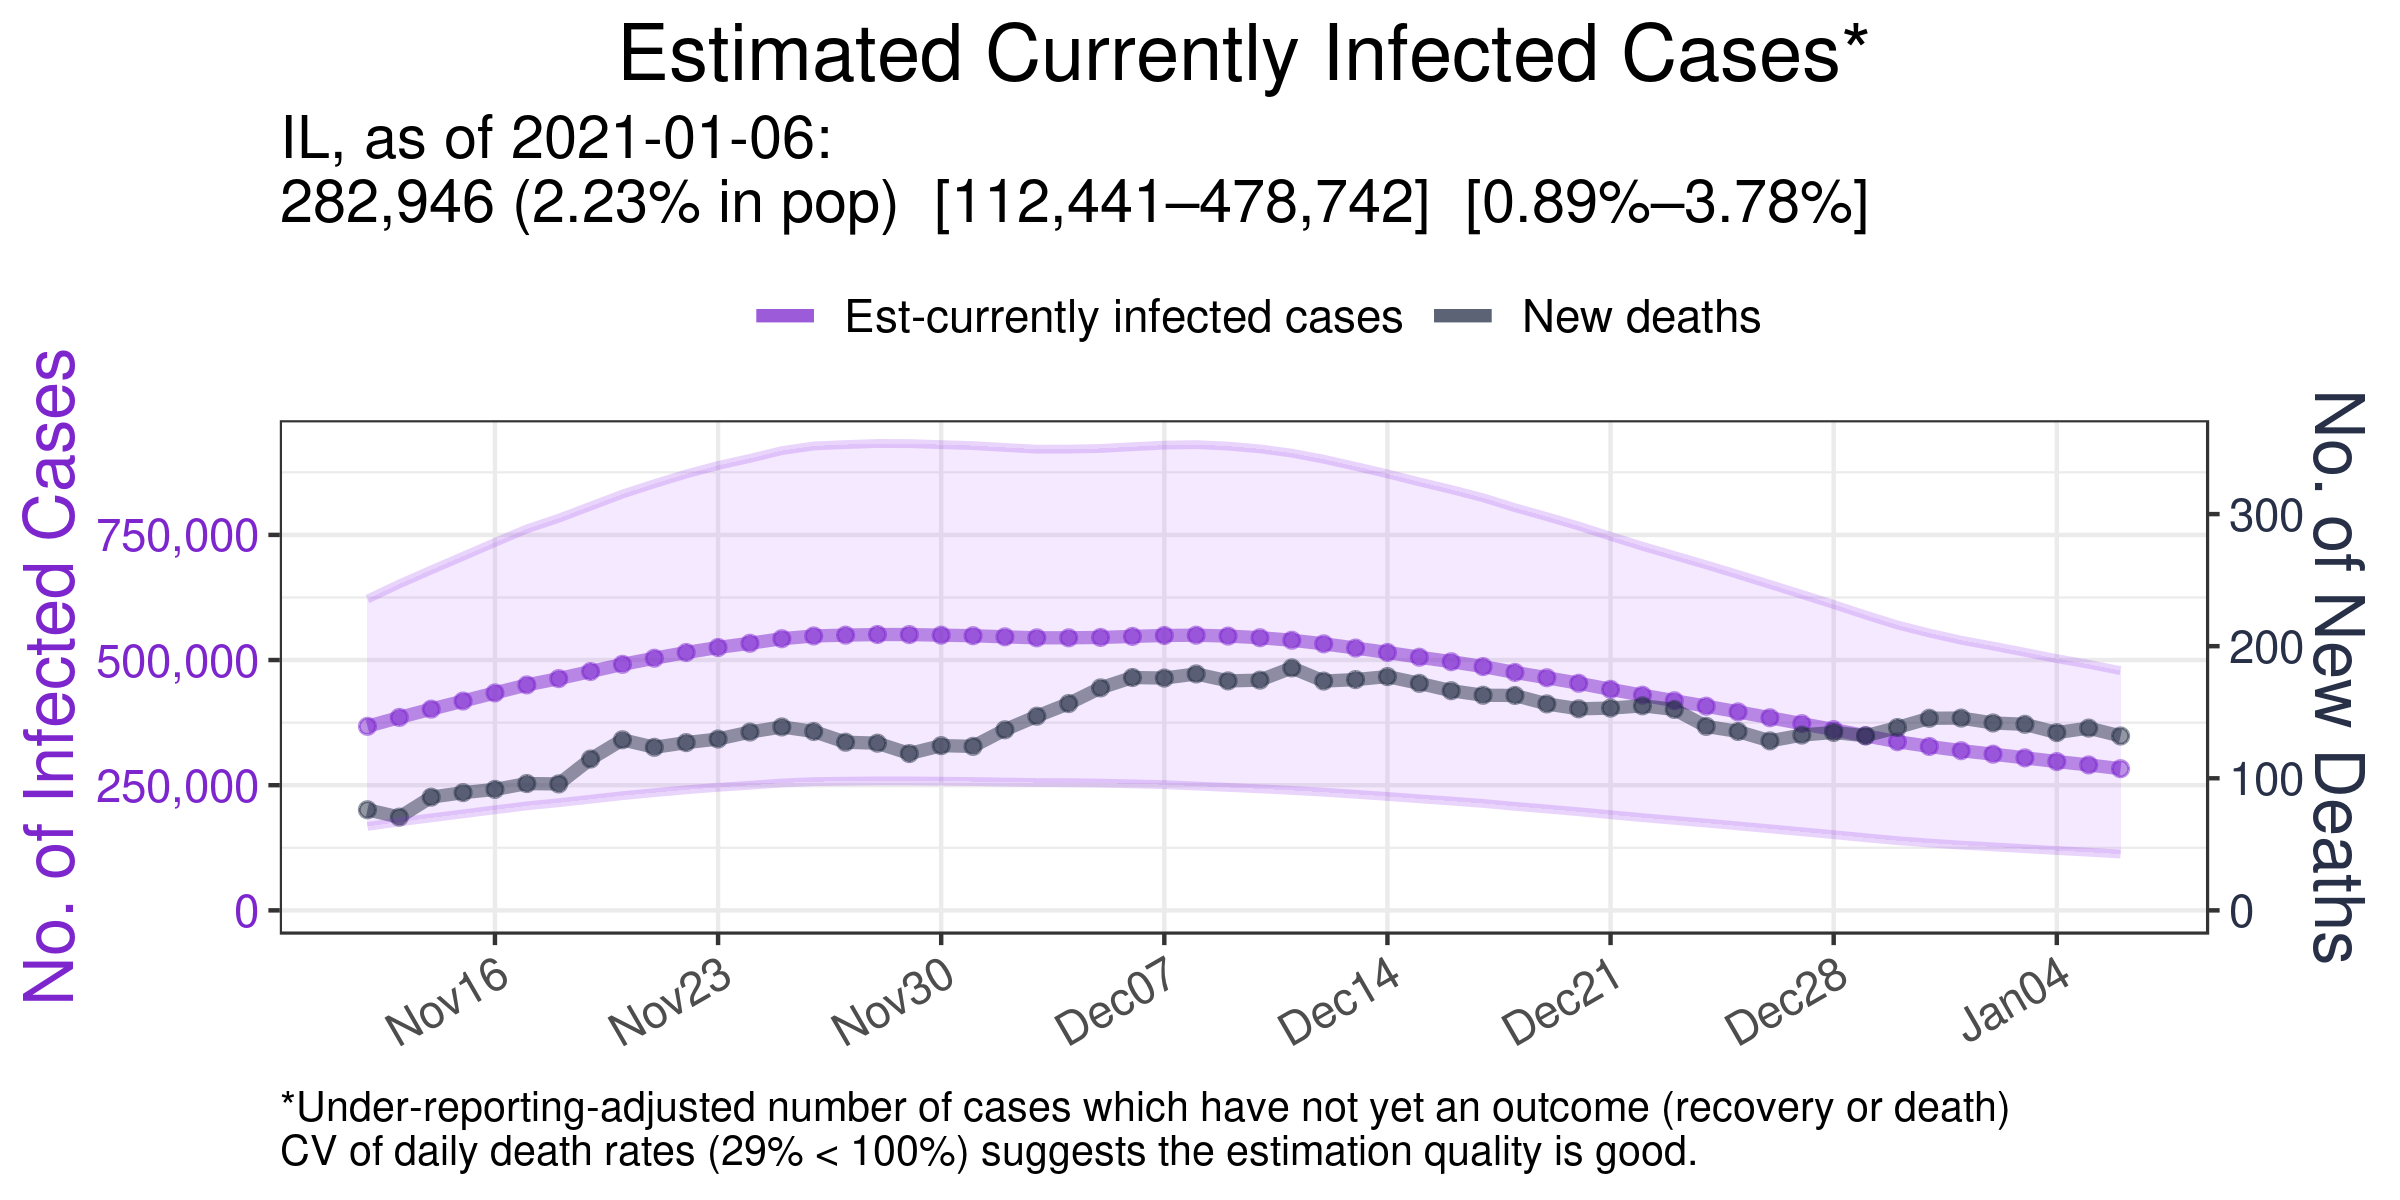 Estimated Currently Infected Cases*
IL, as of 2021-01-06:
282,946 (2.23% in pop)  [112,441–478,742]  [0.89%–3.78%]
Est-currently infected cases
New deaths
No. of Infected Cases
750,000
500,000
250,000
0
300
200
100
0
No. of New Deaths
Nov16
Nov23
Nov30
Dec07
Dec14
Dec21
Dec28
Jan04
*Under-reporting-adjusted number of cases which have not yet an outcome (recovery or death)
CV of daily death rates (29% < 100%) suggests the estimation quality is good.